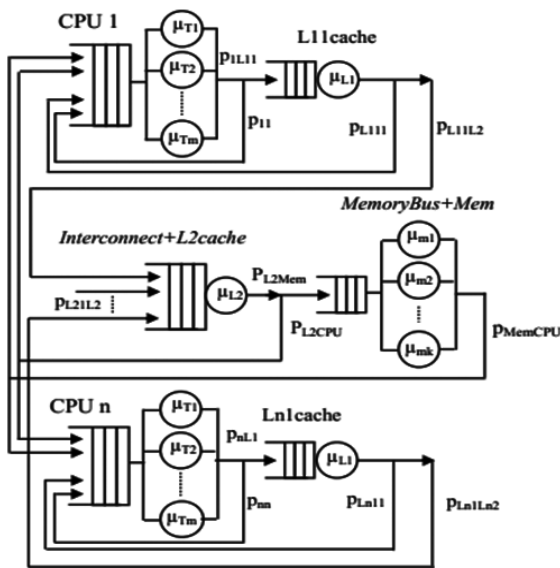 CPU 1
μT1
μT2
μTm
p1L11
p11
L11cache
μL1
pL111
pL11L2
MemoryBus+Mem
Interconnect+L2cache
pL21L2
μL2
PL2Mem
PL2CPU
μm1
μm2
μmk
pMemCPU
CPU n
μT1
μT2
μTm
pnL1
pnn
Ln1cache
μL1
pLn11
pLn1Ln2